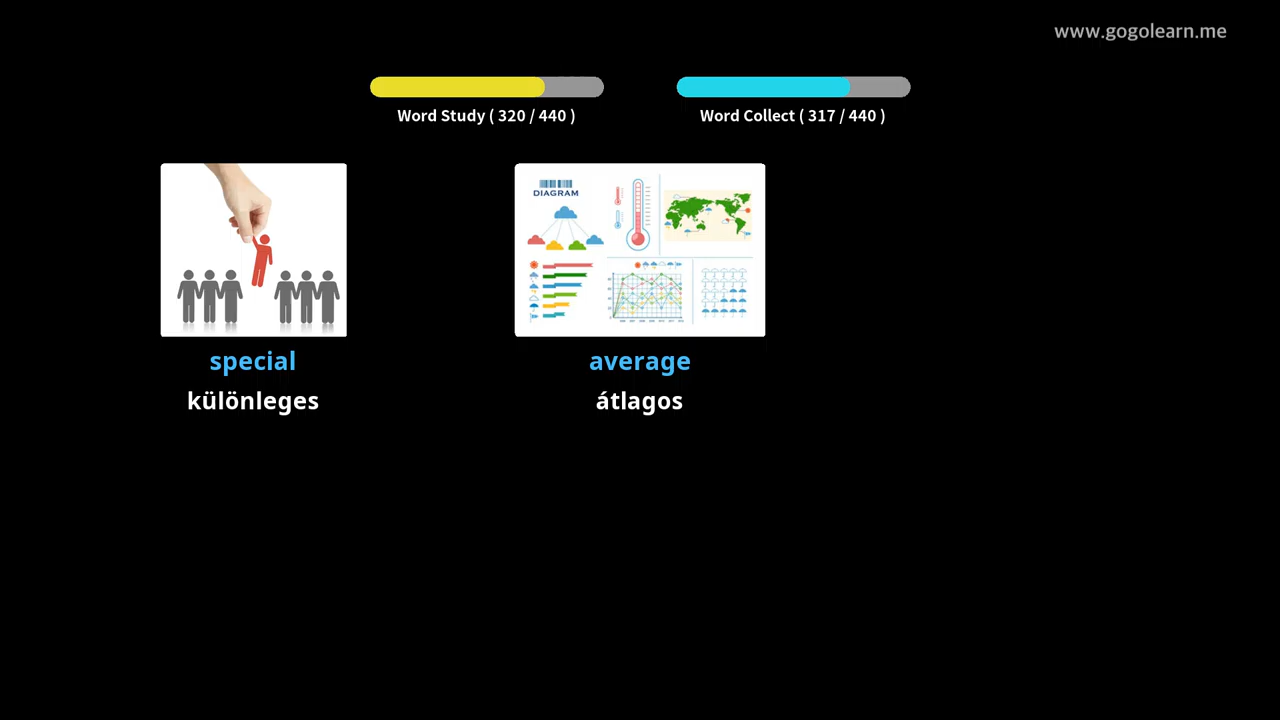 www.gogolearn.me
Word Study ( 320 / 440 )
Word Collect ( 317 / 440 )
DIAGRAM
special
average
különleges
átlagos